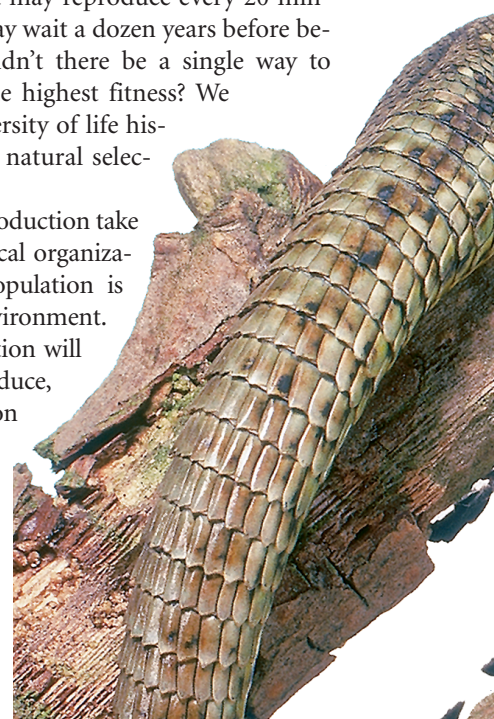 may reproduce every 20 min-
ay wait a dozen years before be-
dn't there be a single way to
e highest fitness? We
ersity of life his-
natural selec-
oduction take
cal organiza-
opulation is
vironment.
tion will
duce,
on